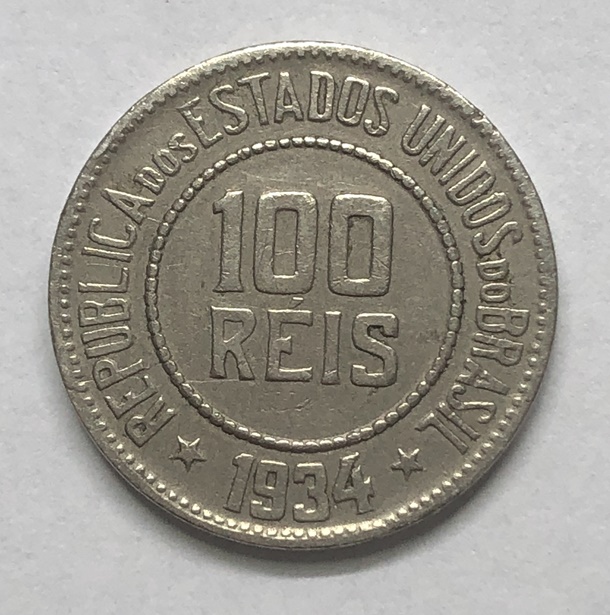 REPUBLICA DOS ESTADOS UNIDOS DO BRASIL
100
RÉIS
1934